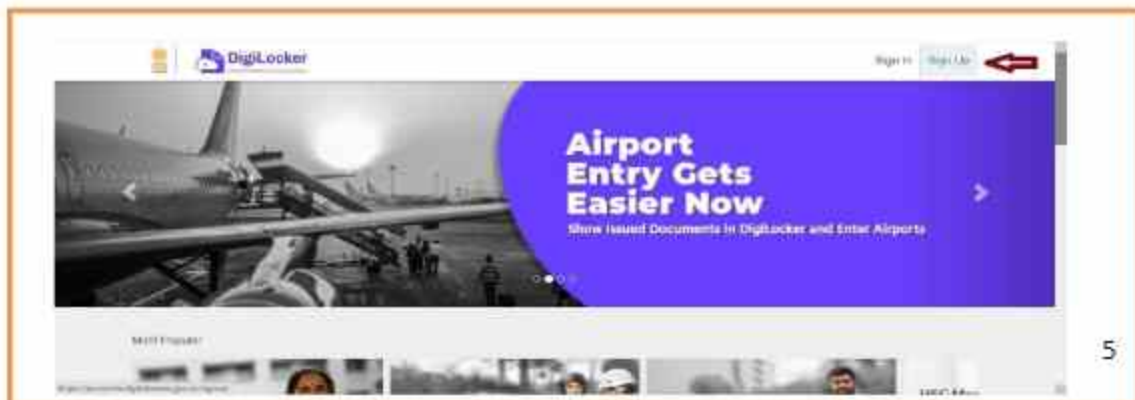 DigiLocker
Sign In Sign Up
Airport
Entry Gets
Easier Now
Show Issued Documents in DigiLocker and Enter Airports
Most Popular
5